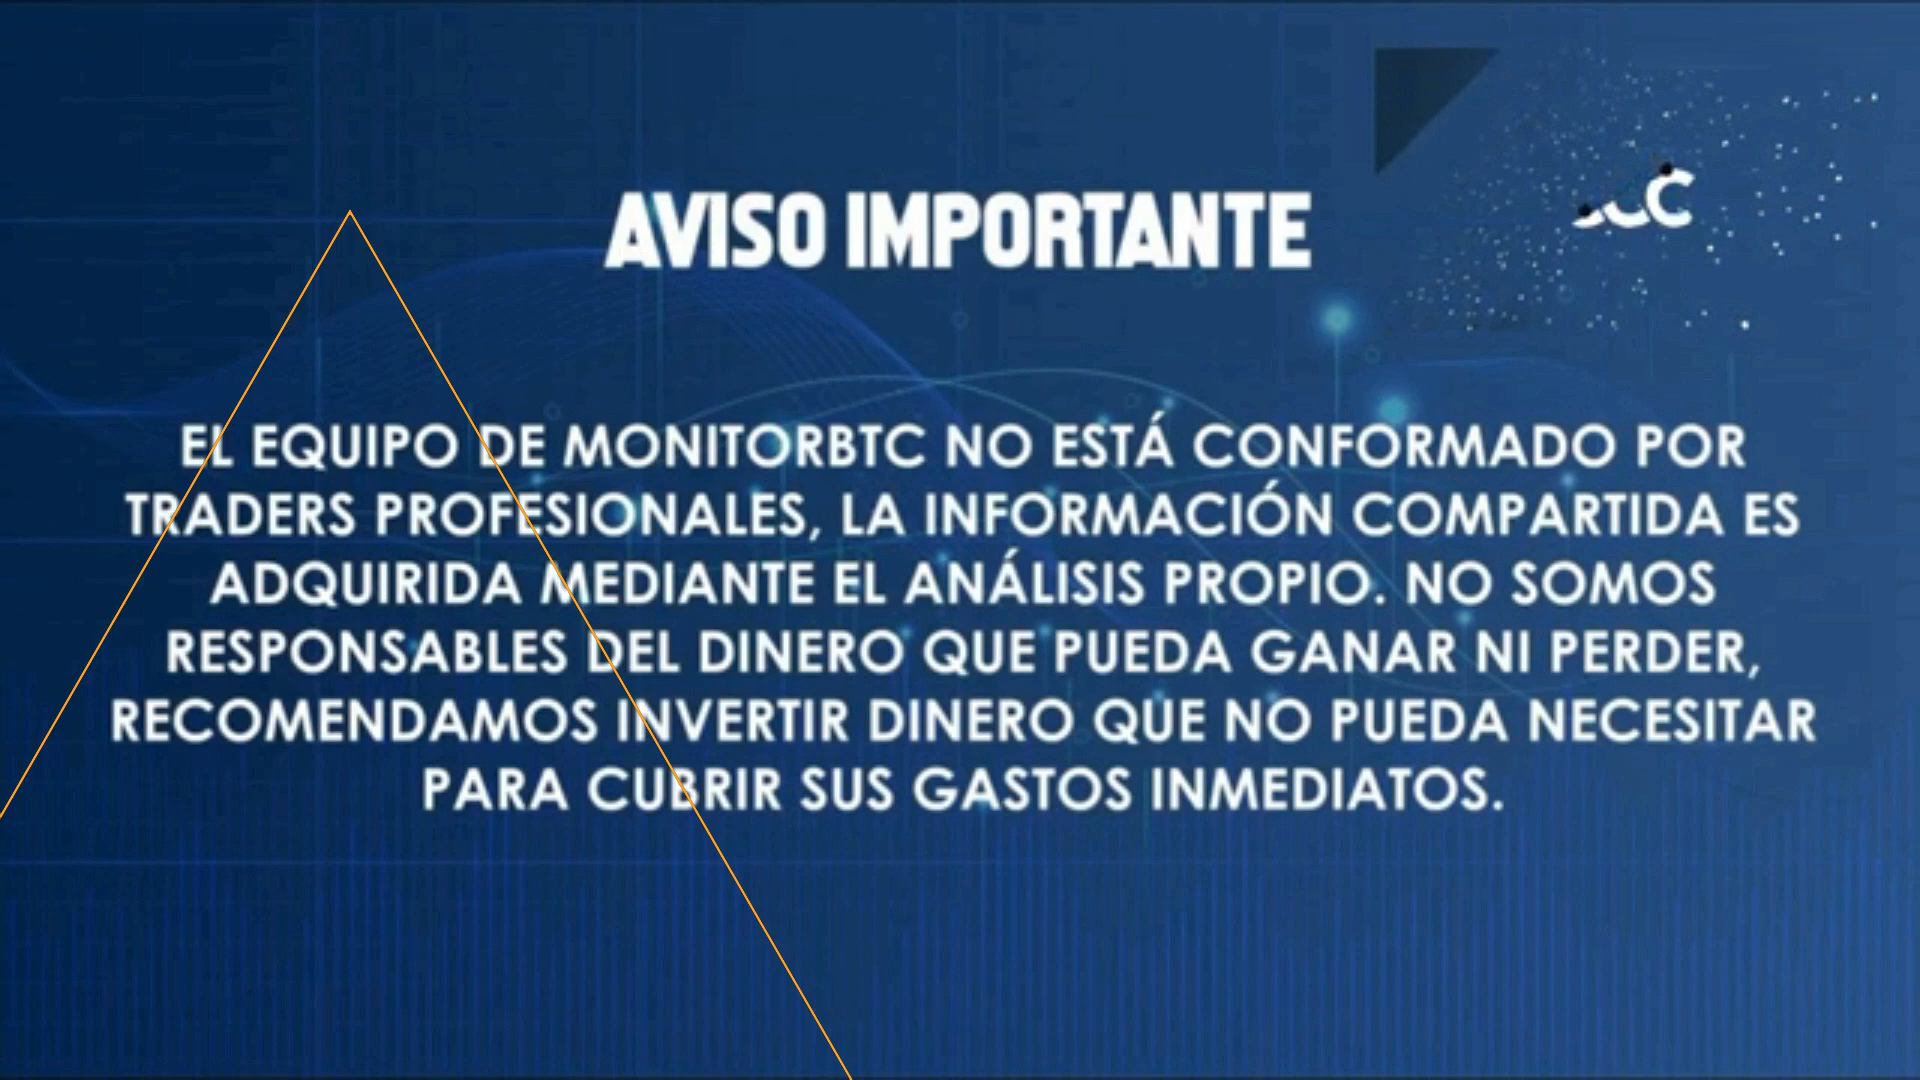 AVISO IMPORTANTE
EL EQUIPO DE MONITORBTC NO ESTÁ CONFORMADO POR
TRADERS PROFESIONALES, LA INFORMACIÓN COMPARTIDA ES
ADQUIRIDA MEDIANTE EL ANÁLISIS PROPIO. NO SOMOS
RESPONSABLES DEL DINERO QUE PUEDA GANAR NI PERDER,
RECOMENDAMOS INVERTIR DINERO QUE NO PUEDA NECESITAR
PARA CUBRIR SUS GASTOS INMEDIATOS.